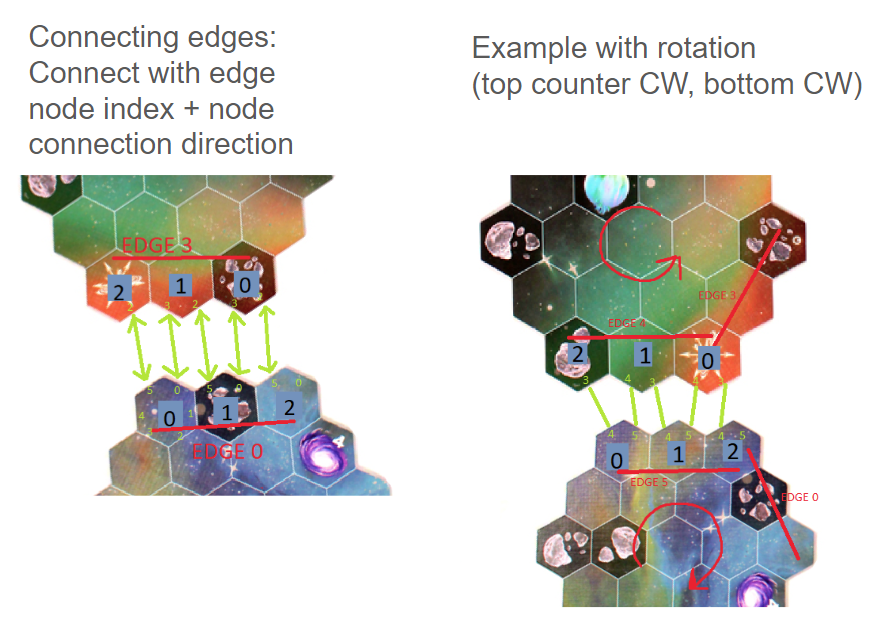 Connecting edges:
Connect with edge
node index + node
connection direction
Example with rotation
(top counter CW, bottom CW)
EDGE 3
2 1 0
2 3 2 3
5 0 5 0 5 0
4 1
0 1 2
2
EDGE 0
4
EDGE 3
EDGE 4
2 1 0
3 4 3 4 3
4 5 4 5 4 5
0 1 2
EDGE 5
EDGE 0